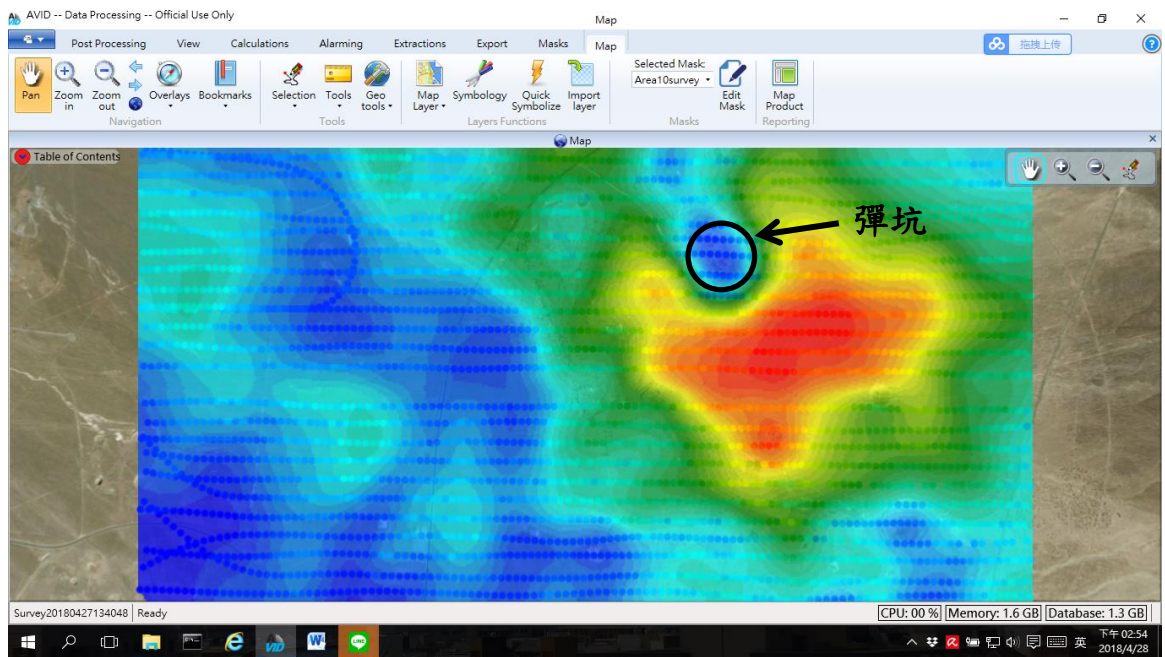 AVID -- Data Processing -- Official Use Only
Map
Post Processing View Calculations Alarming Extractions Export Masks Map
拖拽上传
Pan
Zoom in
Zoom out
Overlays
Bookmarks
Selection
Tools
Geo tools
Map Layer
Symbology
Quick Symbolize
Import layer
Selected Mask:
Area10survey
Edit Mask
Map Product
Navigation Tools Layers Functions Masks Reporting
Map
Table of Contents
彈坑
Survey20180427134048 Ready
CPU: 00 % Memory: 1.6 GB Database: 1.3 GB
英
下午 02:54
2018/4/28